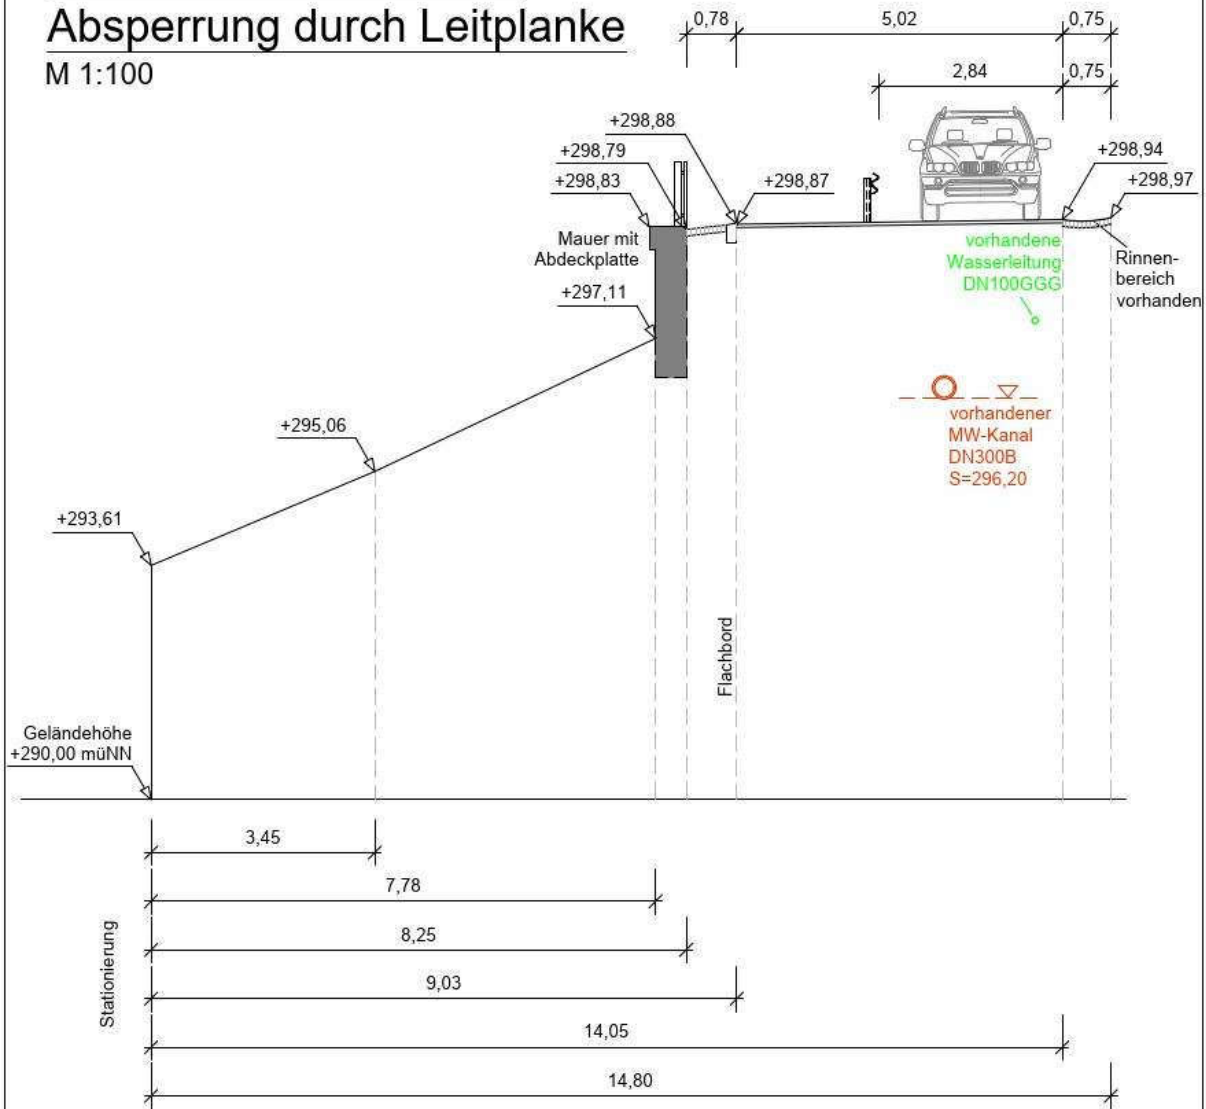 Absperrung durch Leitplanke
M 1:100
0,78
5,02
0,75
2,84
0,75
+298,88
+298,79
+298,83
+298,87
+298,94
+298,97
Mauer mit
Abdeckplatte
+297,11
vorhandene
Wasserleitung
DN100GGG
Rinnen-
bereich
vorhanden
vorhandener
MW-Kanal
DN300B
S=296,20
+295,06
+293,61
Flachbord
Geländehöhe
+290,00 müNN
3,45
7,78
8,25
9,03
14,05
14,80
Stationierung